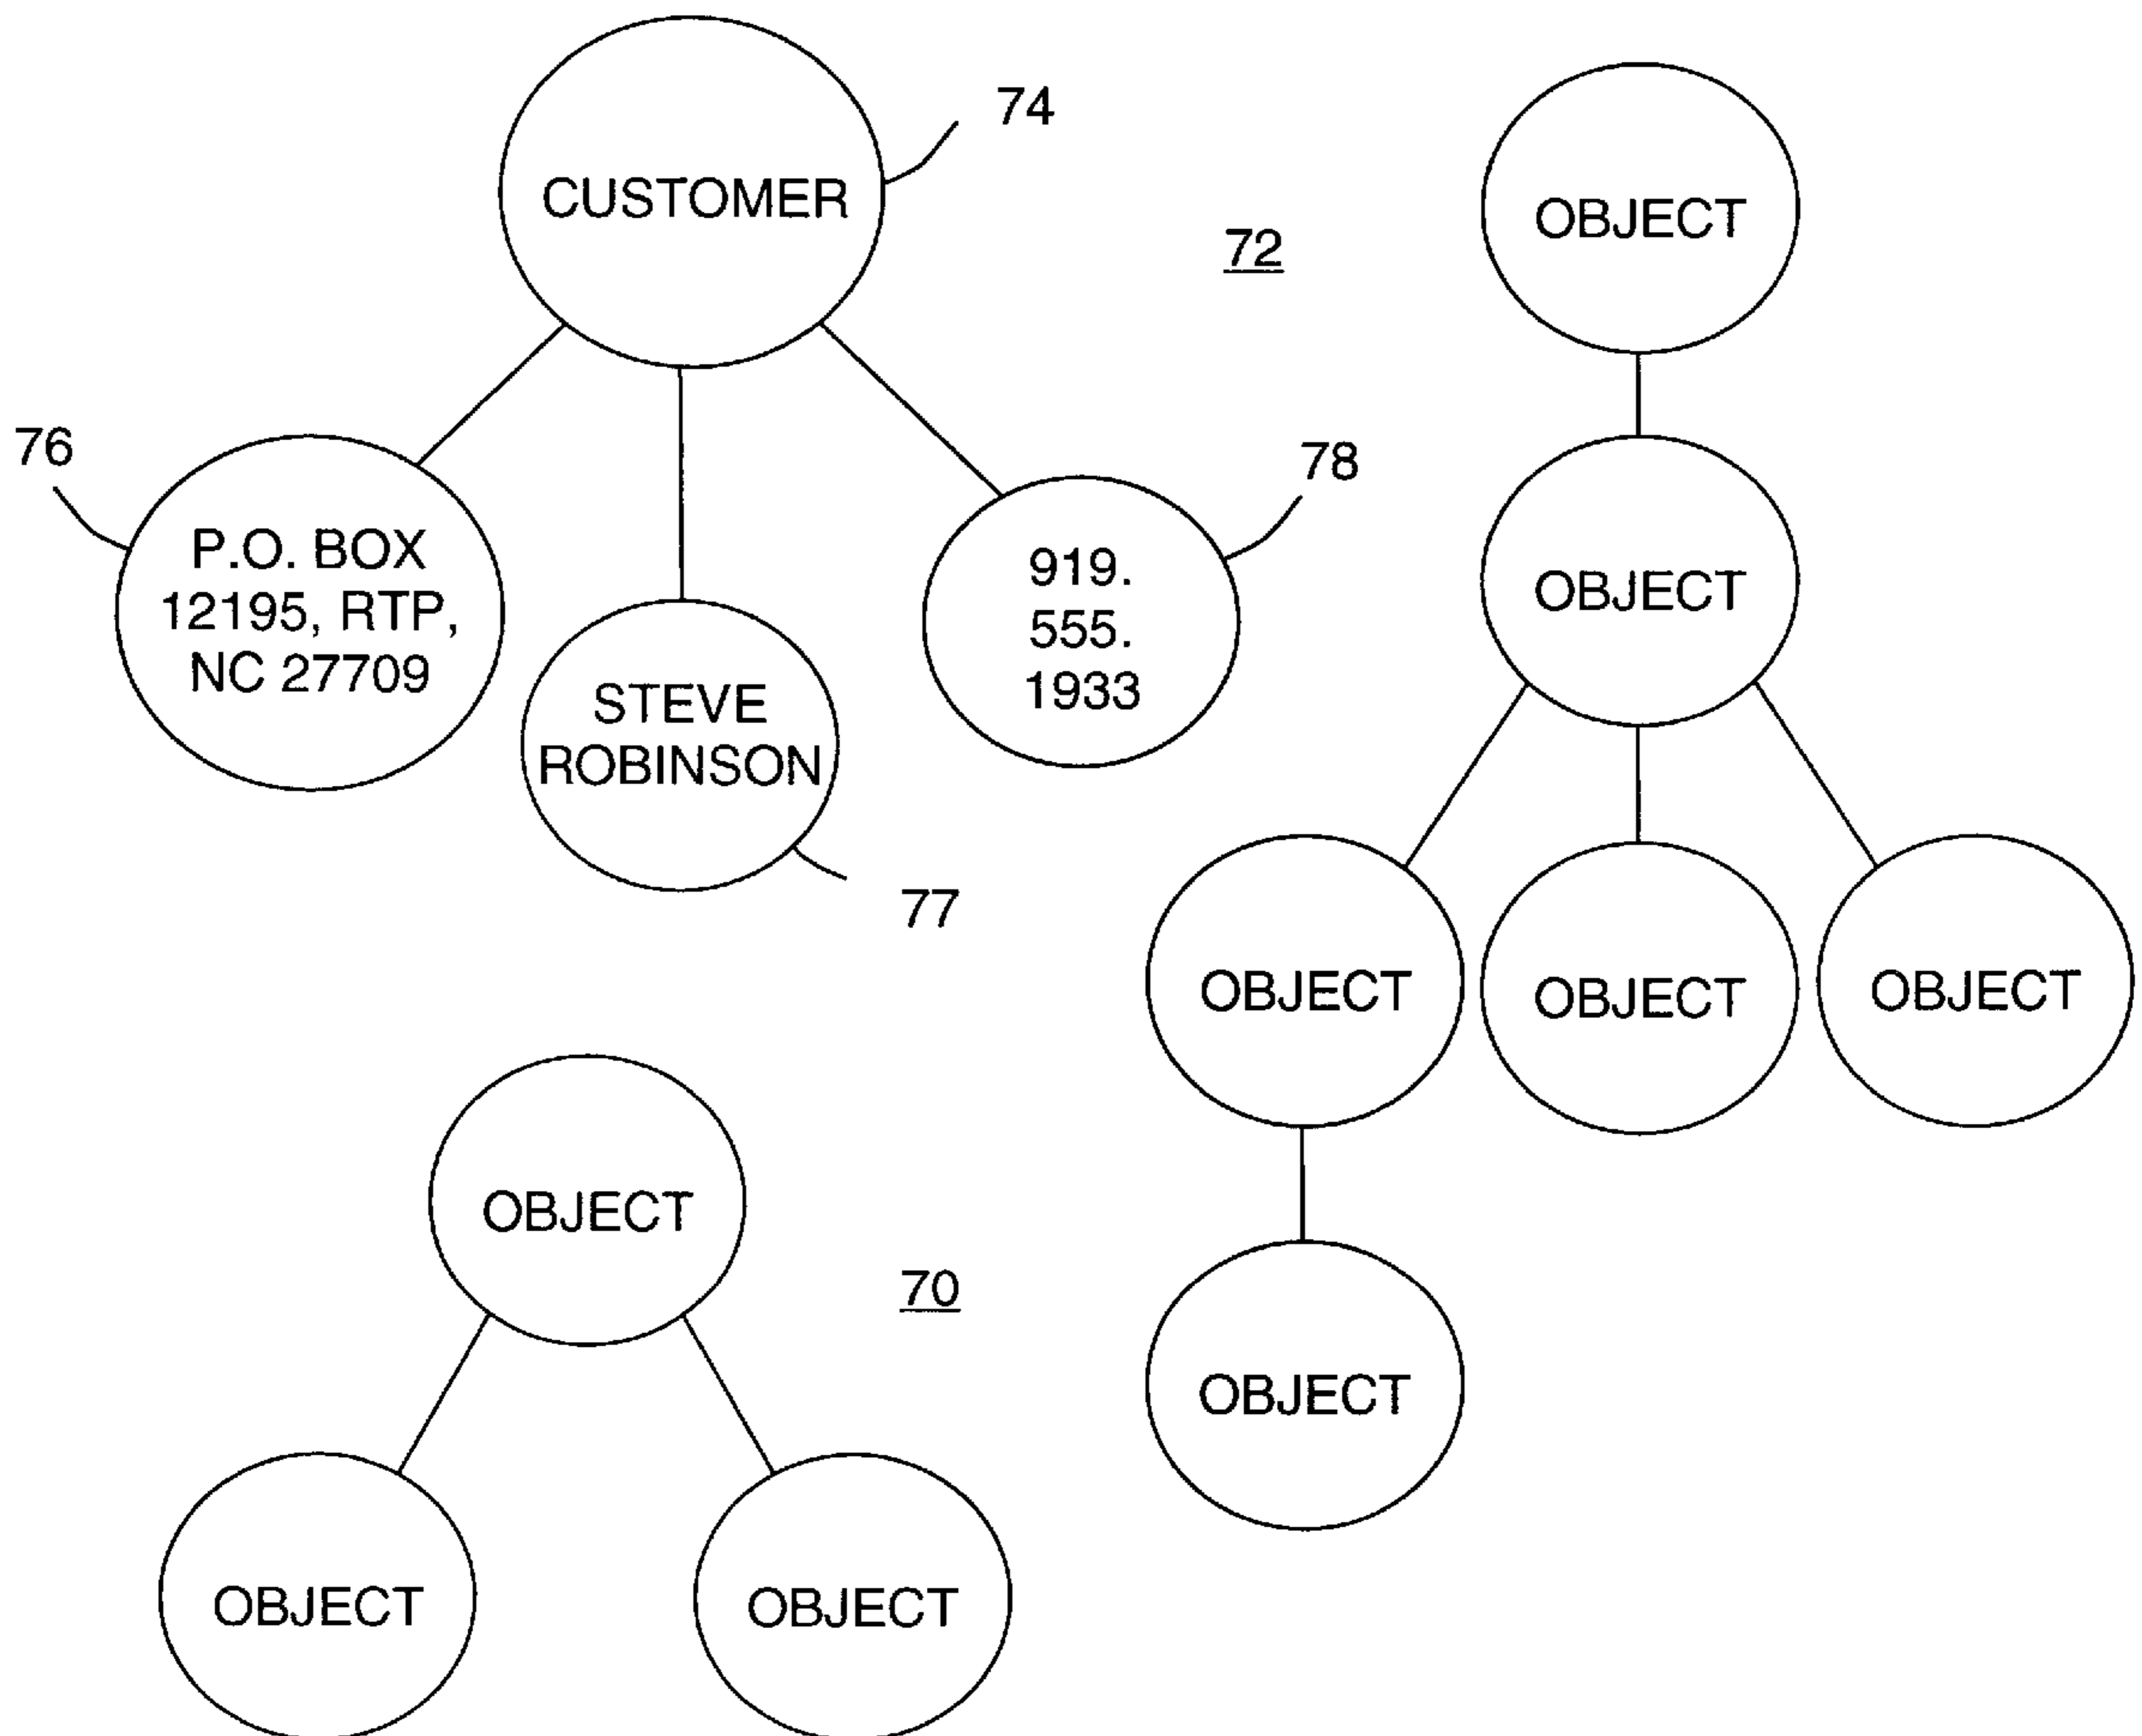 74
CUSTOMER
72
OBJECT
76
P.O. BOX
12195, RTP,
NC 27709
STEVE
ROBINSON
77
78
919.
555.
1933
OBJECT
OBJECT
OBJECT
OBJECT
OBJECT
OBJECT
70
OBJECT
OBJECT